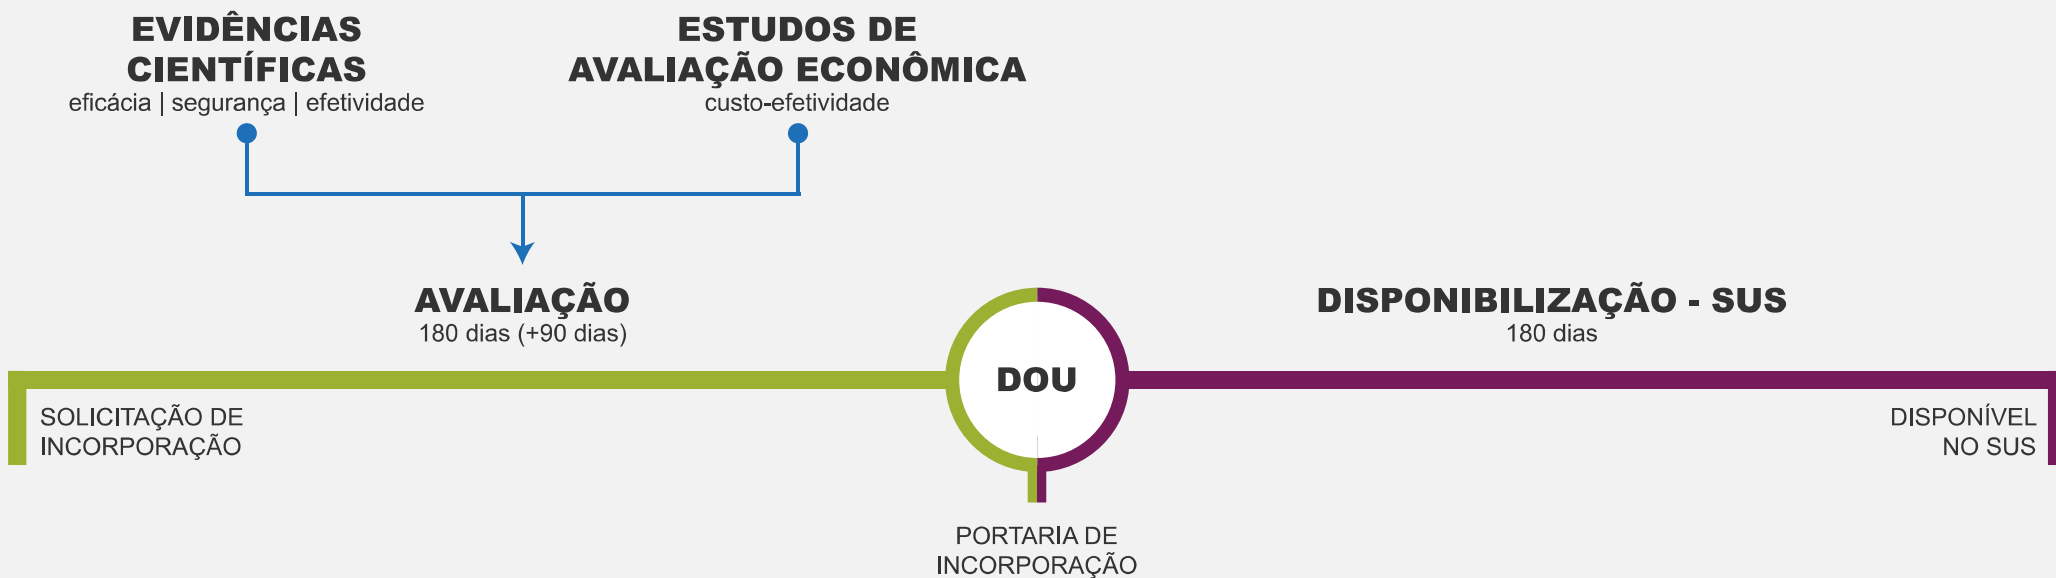 EVIDÊNCIAS
CIENTÍFICAS
eficácia | segurança | efetividade
ESTUDOS DE
AVALIAÇÃO ECONÔMICA
custo-efetividade
AVALIAÇÃO
180 dias (+90 dias)
DISPONIBILIZAÇÃO - SUS
180 dias
DOU
SOLICITAÇÃO DE
INCORPORAÇÃO
DISPONÍVEL
NO SUS
PORTARIA DE
INCORPORAÇÃO